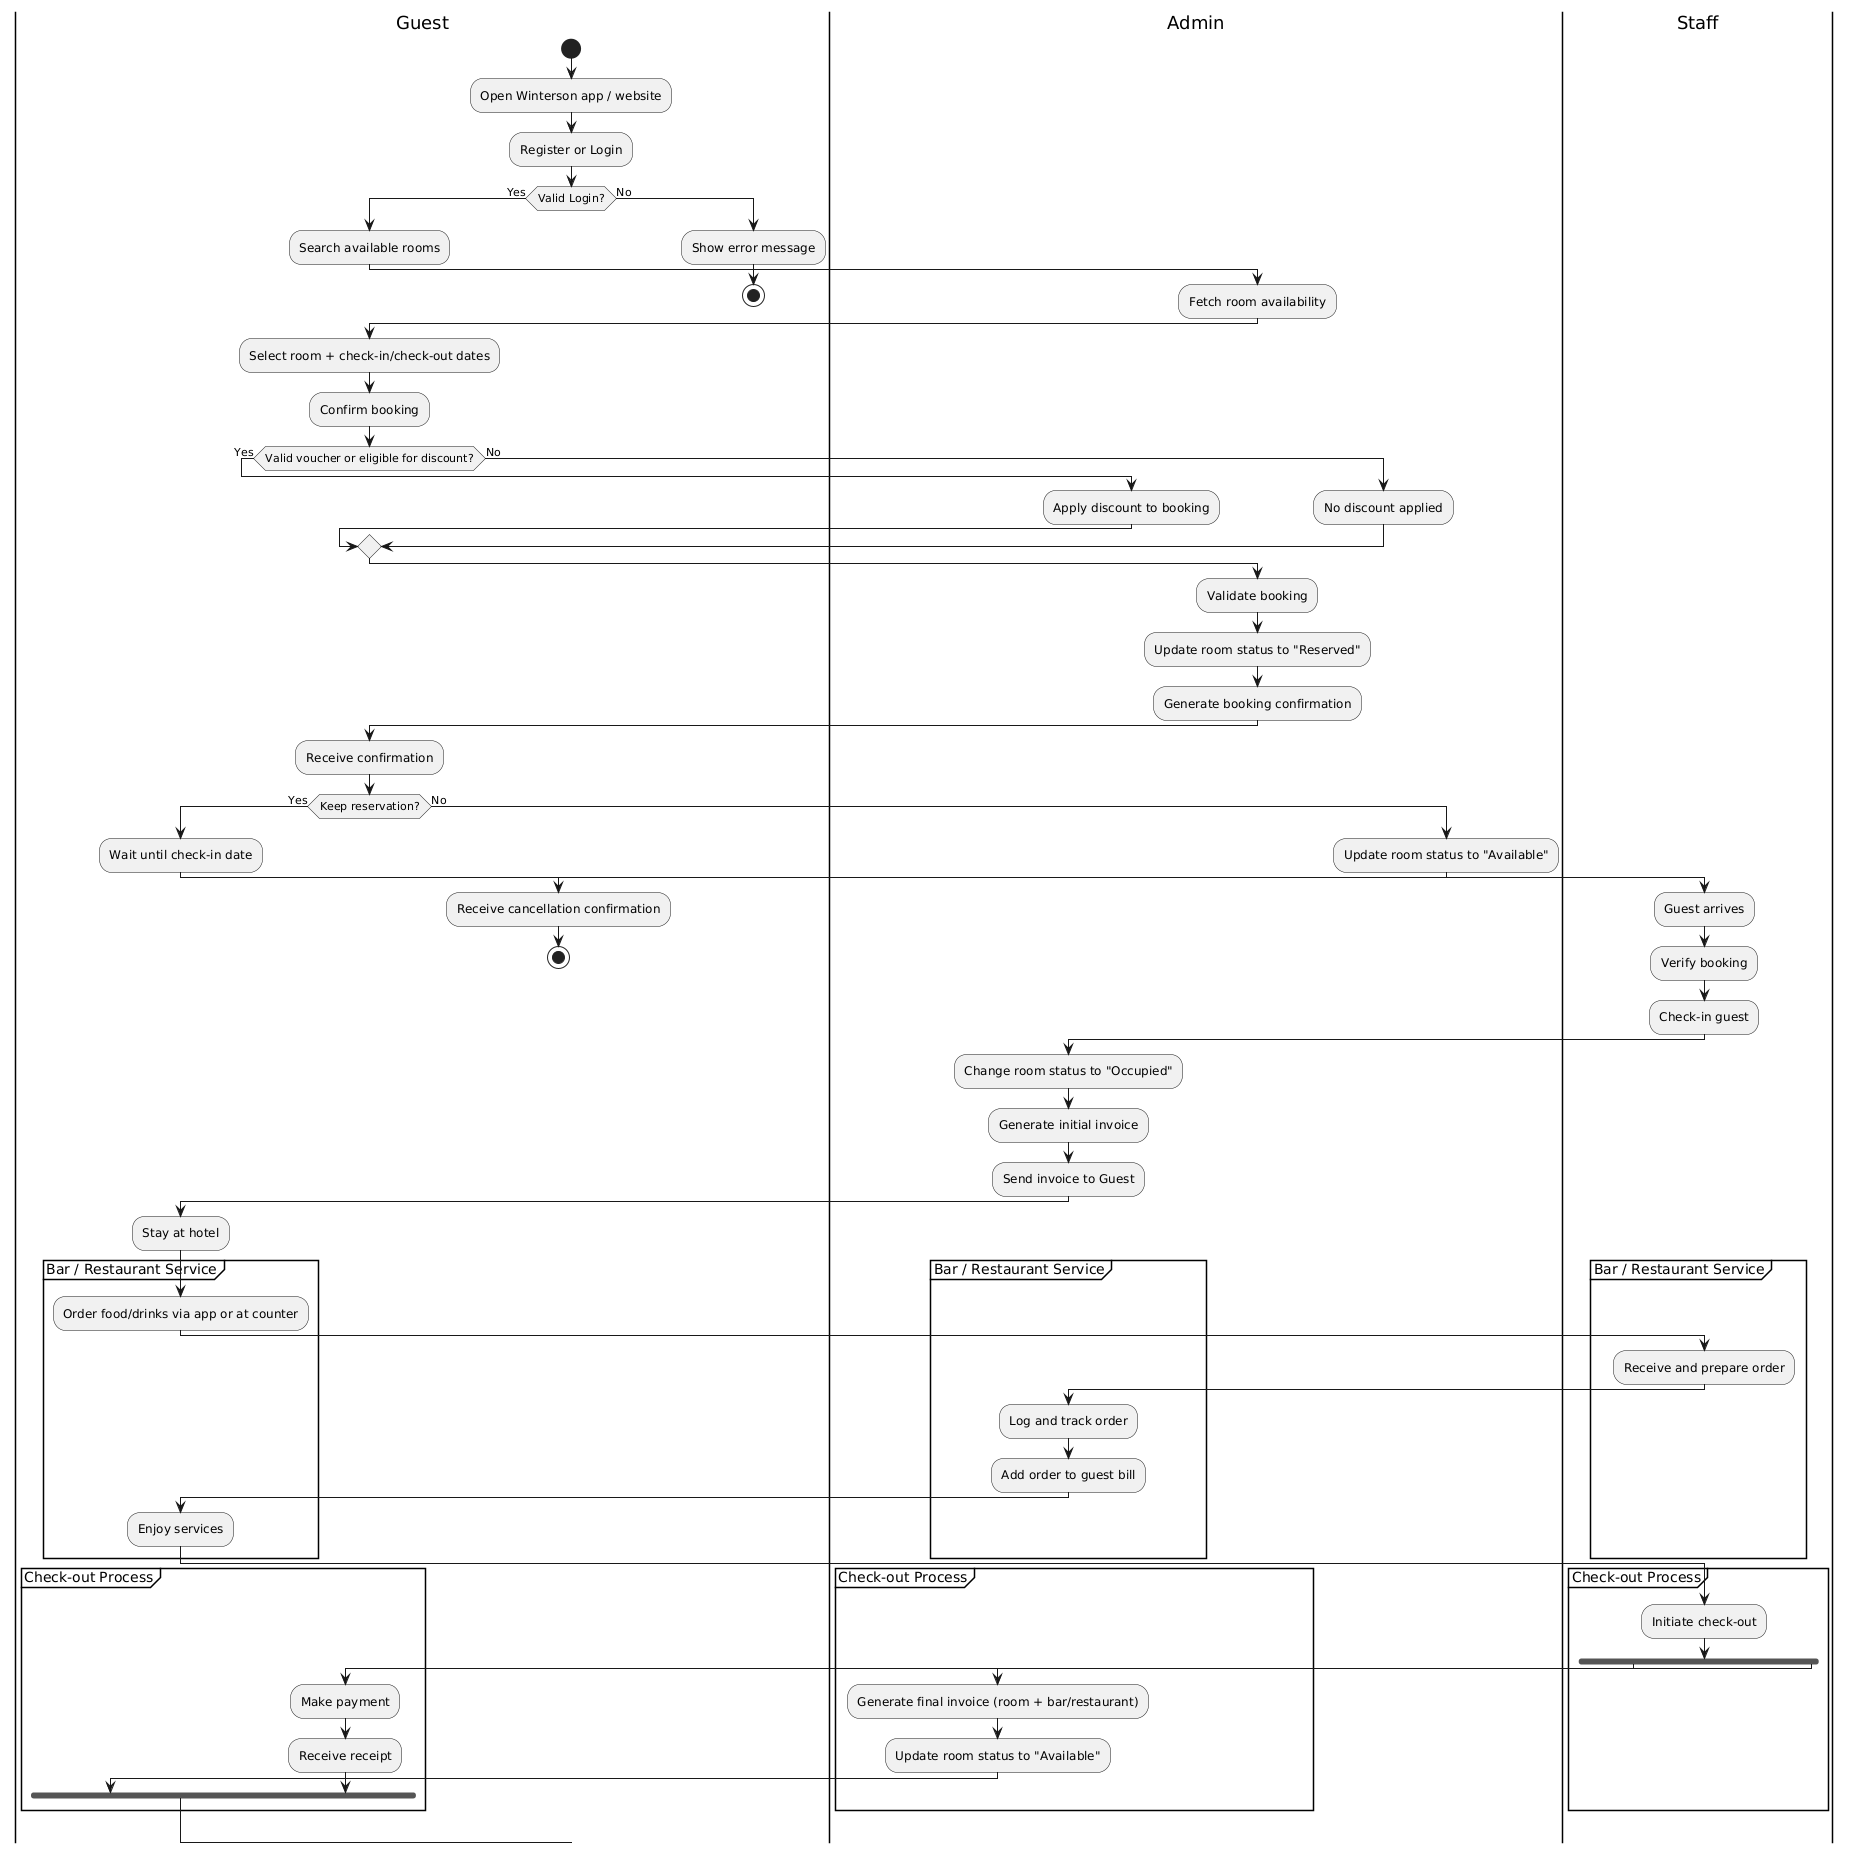 Guest
Admin
Staff
Open Winterson app / website
Register or Login
Yes
Valid Login?
No
Search available rooms
Show error message
Fetch room availability
Select room + check-in/check-out dates
Confirm booking
Yes
Valid voucher or eligible for discount?
No
Apply discount to booking
No discount applied
Validate booking
Update room status to "Reserved"
Generate booking confirmation
Receive confirmation
Yes
Keep reservation?
No
Wait until check-in date
Update room status to "Available"
Receive cancellation confirmation
Guest arrives
Verify booking
Check-in guest
Change room status to "Occupied"
Generate initial invoice
Send invoice to Guest
Stay at hotel
Bar / Restaurant Service
Bar / Restaurant Service
Bar / Restaurant Service
Order food/drinks via app or at counter
Receive and prepare order
Log and track order
Add order to guest bill
Enjoy services
Check-out Process
Check-out Process
Check-out Process
Initiate check-out
Make payment
Generate final invoice (room + bar/restaurant)
Receive receipt
Update room status to "Available"